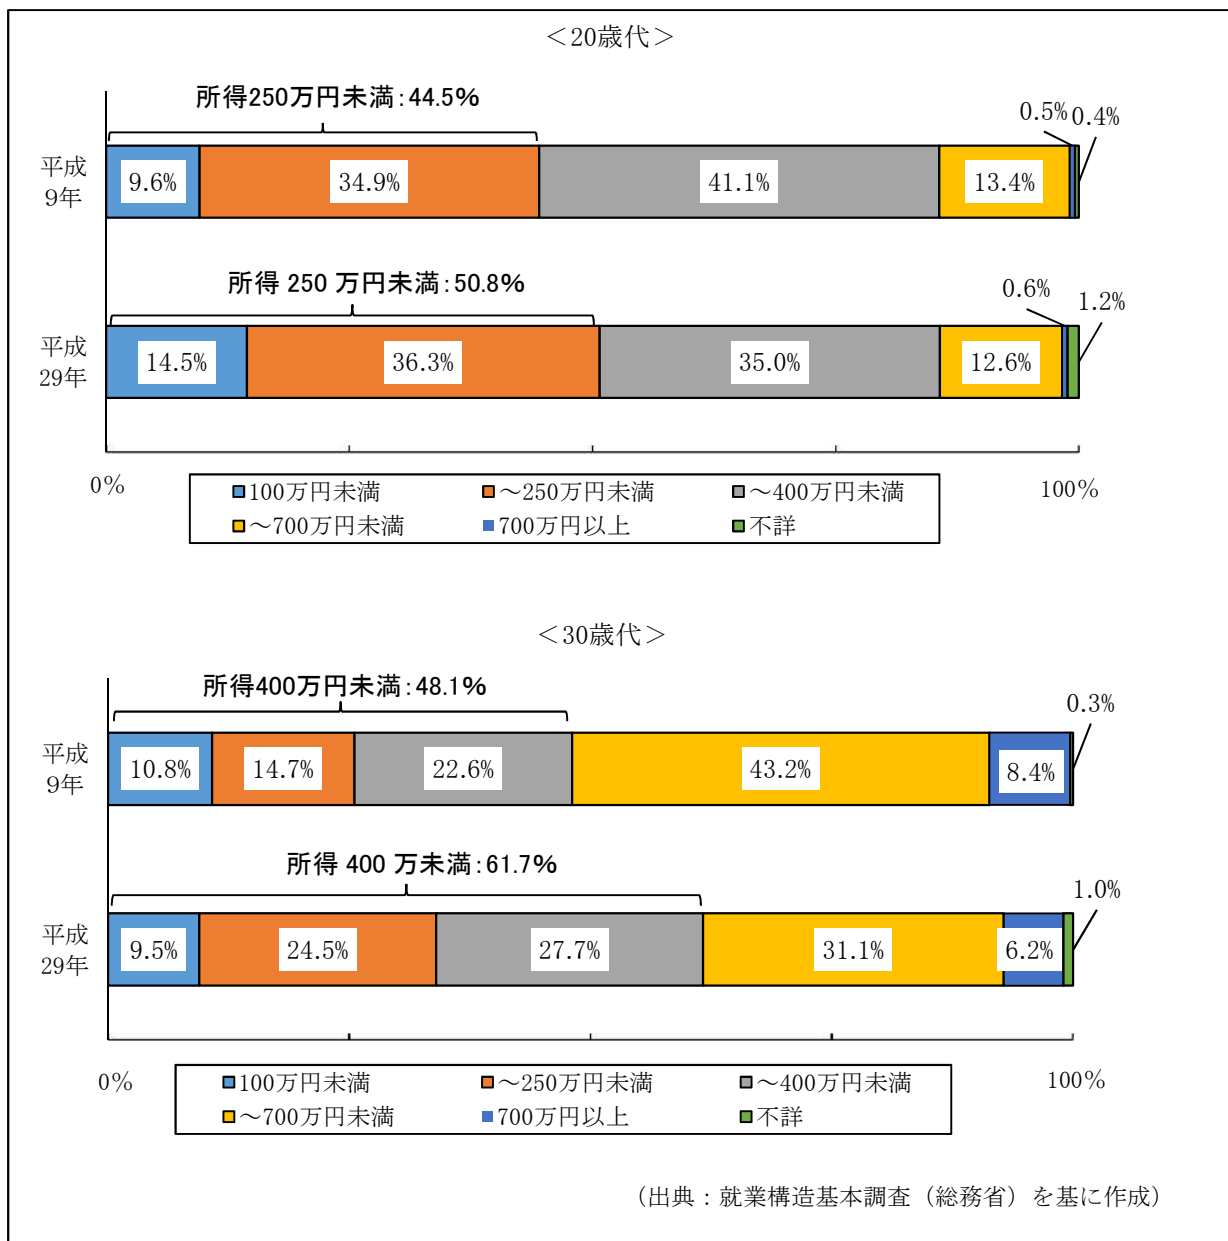 ＜20歳代＞
所得250万円未満：44.5％
0.5% 0.4%
平成
9年
9.6% 34.9% 41.1% 13.4%
所得 250 万円未満：50.8％
0.6% 1.2%
平成
29年
14.5% 36.3% 35.0% 12.6%
0% 100%
100万円未満 ～250万円未満 ～400万円未満
～700万円未満 700万円以上 不詳
＜30歳代＞
所得400万円未満：48.1％
0.3%
平成
9年
10.8% 14.7% 22.6% 43.2% 8.4%
所得 400 万未満：61.7％
1.0%
平成
29年
9.5% 24.5% 27.7% 31.1% 6.2%
0% 100%
100万円未満 ～250万円未満 ～400万円未満
～700万円未満 700万円以上 不詳
（出典：就業構造基本調査（総務省）を基に作成）